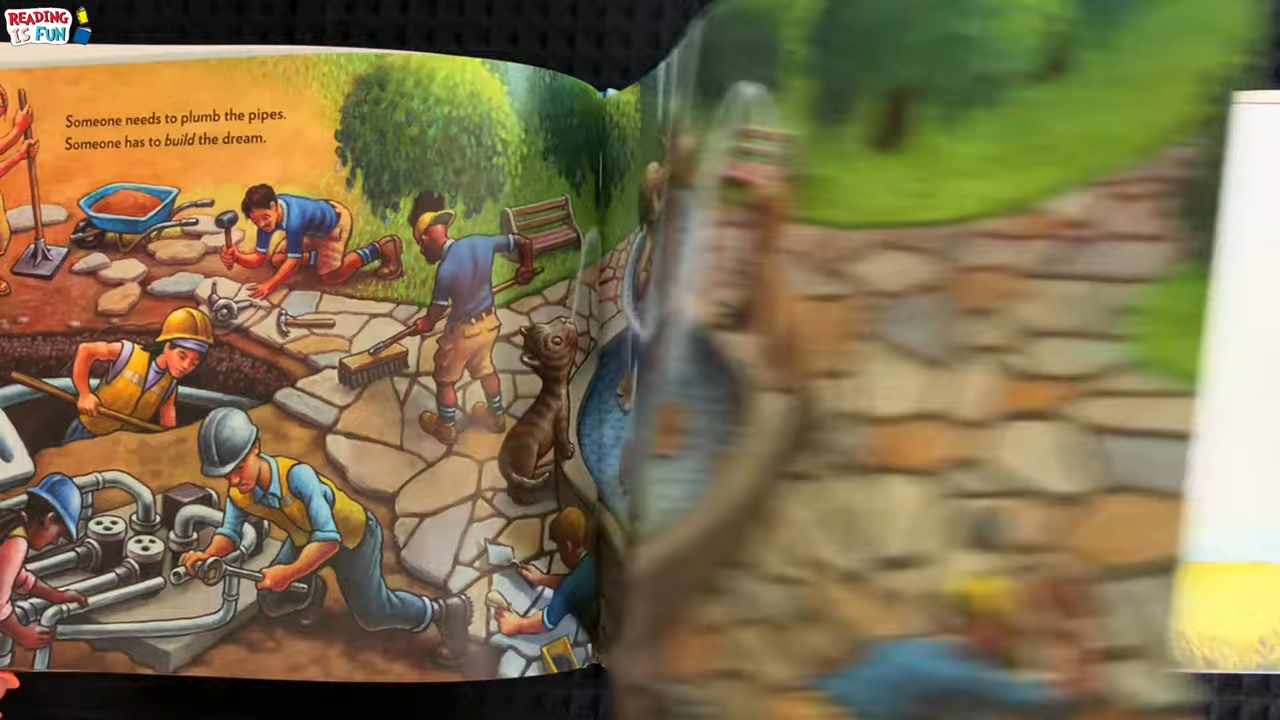 READING
IS FUN
Someone needs to plumb the pipes.
Someone has to build the dream.